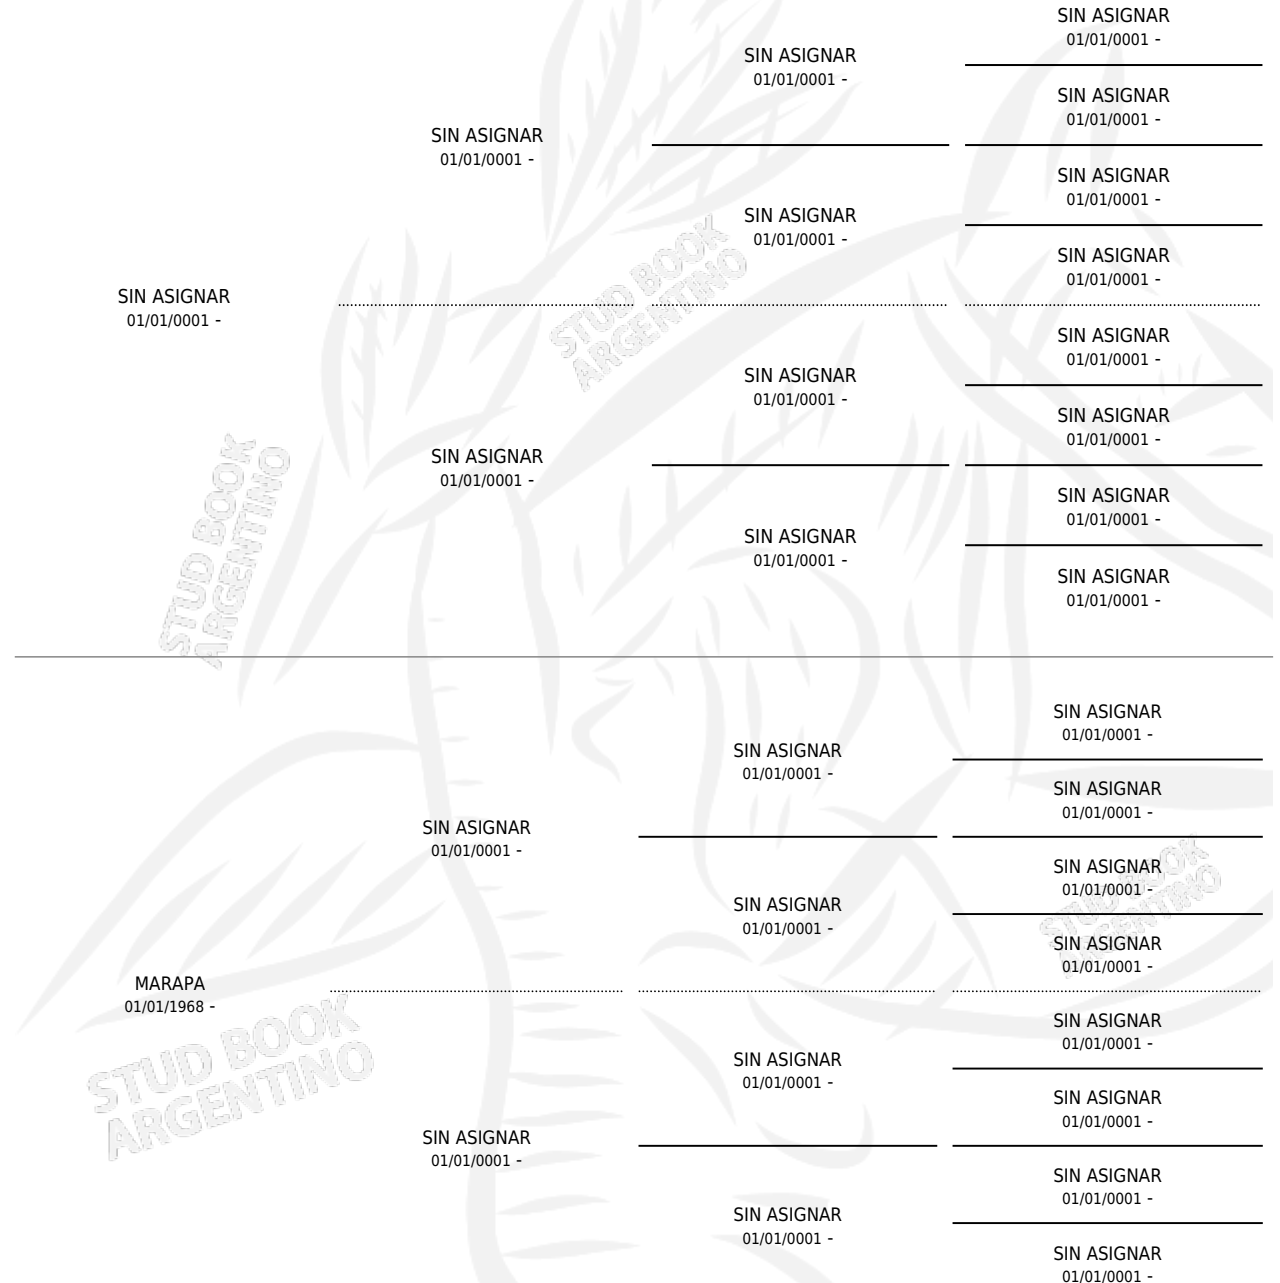 SIN ASIGNAR
01/01/0001 -
SIN ASIGNAR
01/01/0001 -
SIN ASIGNAR
01/01/0001 -
SIN ASIGNAR
01/01/0001 -
SIN ASIGNAR
01/01/0001 -
SIN ASIGNAR
01/01/0001 -
SIN ASIGNAR
01/01/0001 -
STUD BOOK
ARGENTINO
SIN ASIGNAR
01/01/0001 -
SIN ASIGNAR
01/01/0001 -
SIN ASIGNAR
01/01/0001 -
SIN ASIGNAR
01/01/0001 -
SIN ASIGNAR
01/01/0001 -
SIN ASIGNAR
01/01/0001 -
STUD BOOK
ARGENTINO
SIN ASIGNAR
01/01/0001 -
SIN ASIGNAR
01/01/0001 -
SIN ASIGNAR
01/01/0001 -
SIN ASIGNAR
01/01/0001 -
SIN ASIGNAR
01/01/0001 -
SIN ASIGNAR
01/01/0001 -
SIN ASIGNAR
01/01/0001 -
SIN ASIGNAR
01/01/0001 -
STUD BOOK
ARGENTINO
SIN ASIGNAR
01/01/0001 -
SIN ASIGNAR
01/01/0001 -
MARAPA
01/01/1968 -
STUD BOOK
ARGENTINO
SIN ASIGNAR
01/01/0001 -
SIN ASIGNAR
01/01/0001 -
SIN ASIGNAR
01/01/0001 -
SIN ASIGNAR
01/01/0001 -
SIN ASIGNAR
01/01/0001 -
SIN ASIGNAR
01/01/0001 -
SIN ASIGNAR
01/01/0001 -